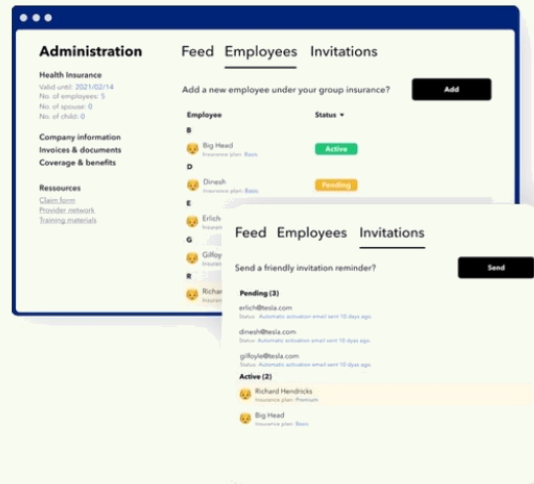 Administration
Health Insurance
Valid until: 2021/02/14
No. of employees: 5
No. of spouse: 0
No. of child: 0
Company information
Invoices & documents
Coverage & benefits
Ressources
Claim form
Provider network
Training materials
Feed Employees Invitations
Add a new employee under your group insurance? Add
Employee Status
B
Big Head Active
Insurance plan: Basic
D
Dinesh Pending
Insurance plan: Basic
E
Erlich
G
R
Feed Employees Invitations
Send a friendly invitation reminder? Send
Pending (3)
erlich@tesla.com
Status: Automatic activation email sent 10 days ago.
dinesh@tesla.com
Status: Automatic activation email sent 10 dyas ago.
gilfoyle@tesla.com
Status: Automatic activation email sent 10 dyas ago.
Active (2)
Richard Hendricks
Insurance plan: Premium
Big Head
Insurance plan: Basic